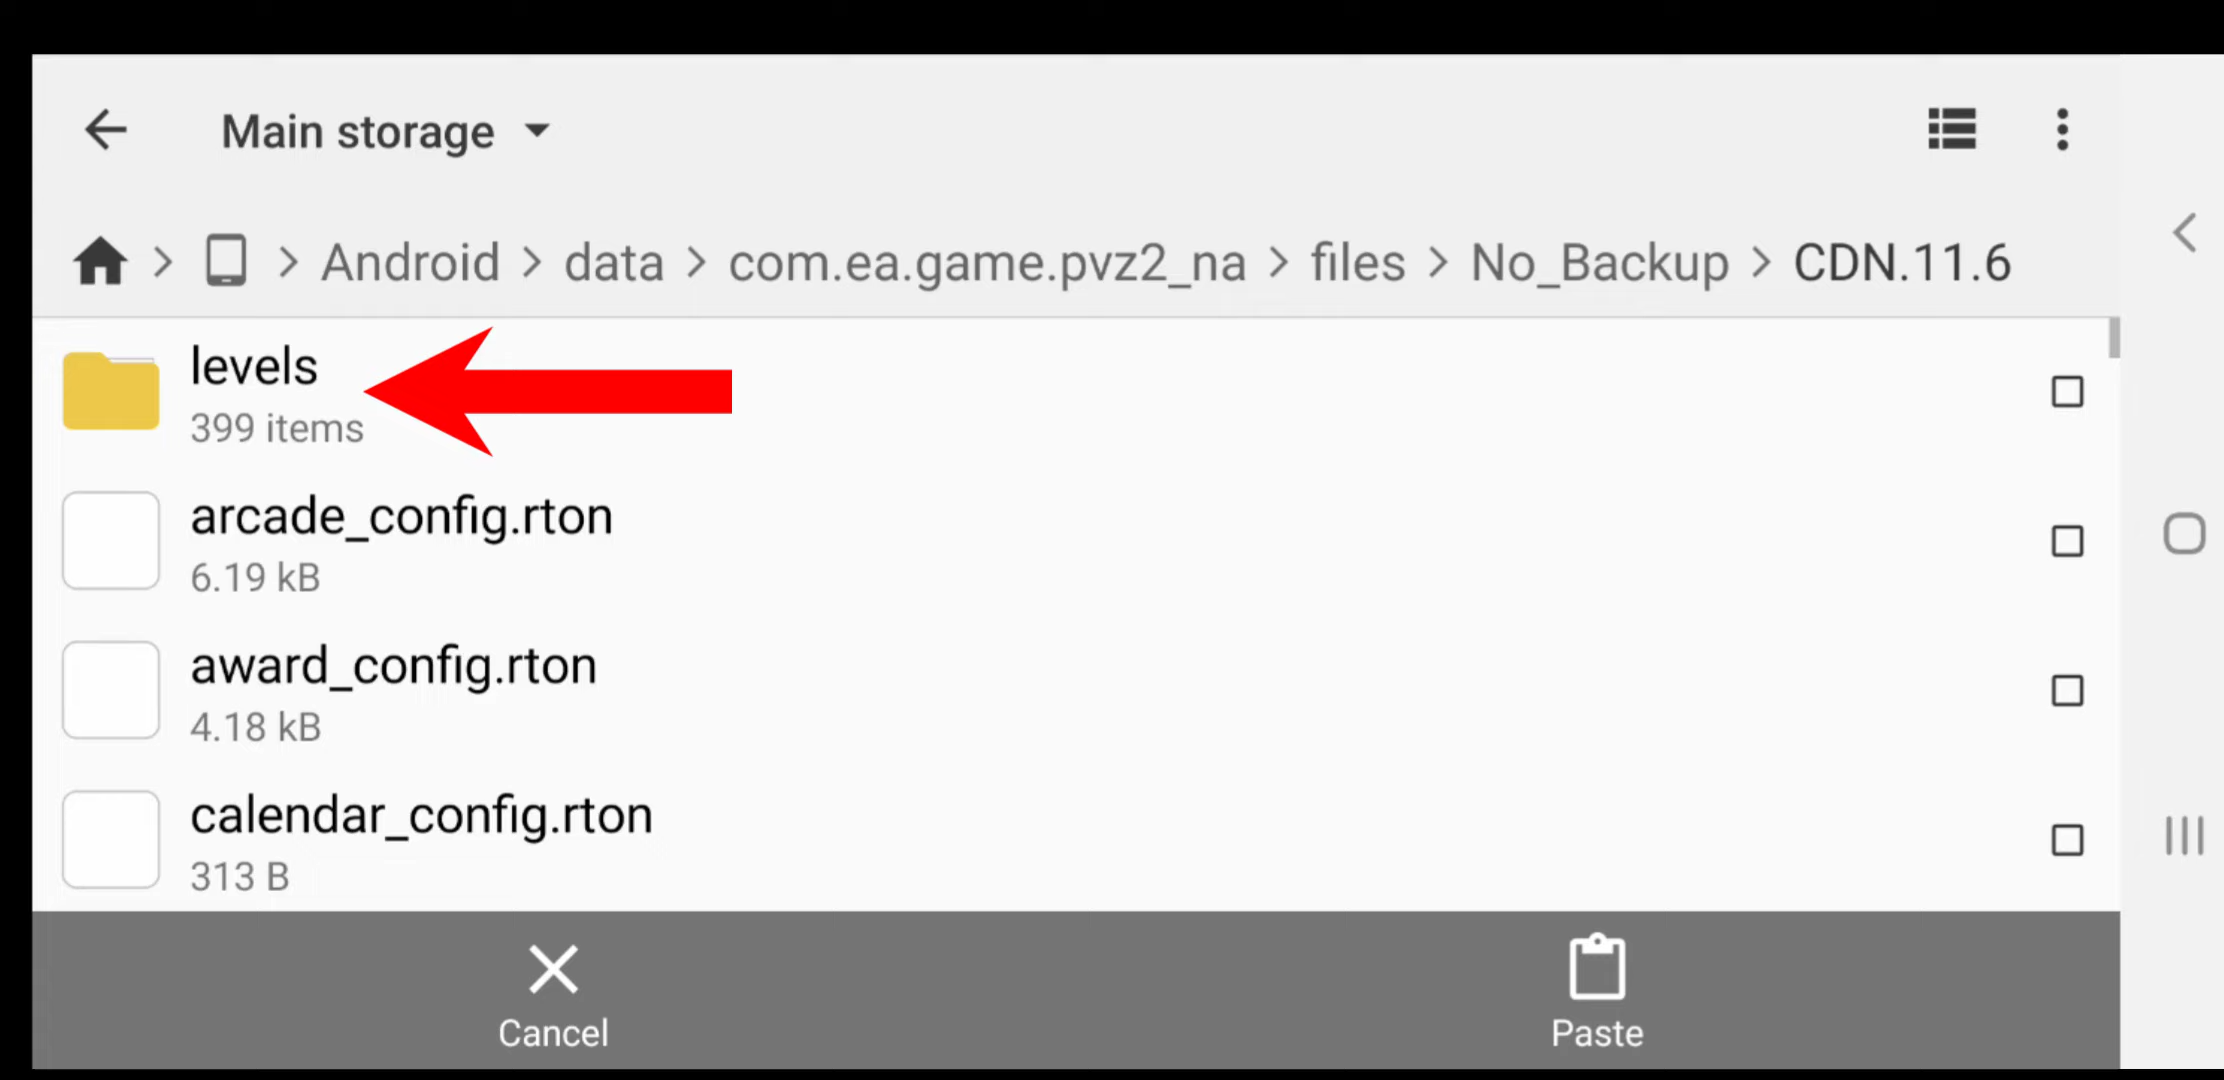 Main storage
Android > data > com.ea.game.pvz2_na > files > No_Backup > CDN.11.6
levels
399 items
arcade_config.rton
6.19 kB
award_config.rton
4.18 kB
calendar_config.rton
313 B
Cancel
Paste